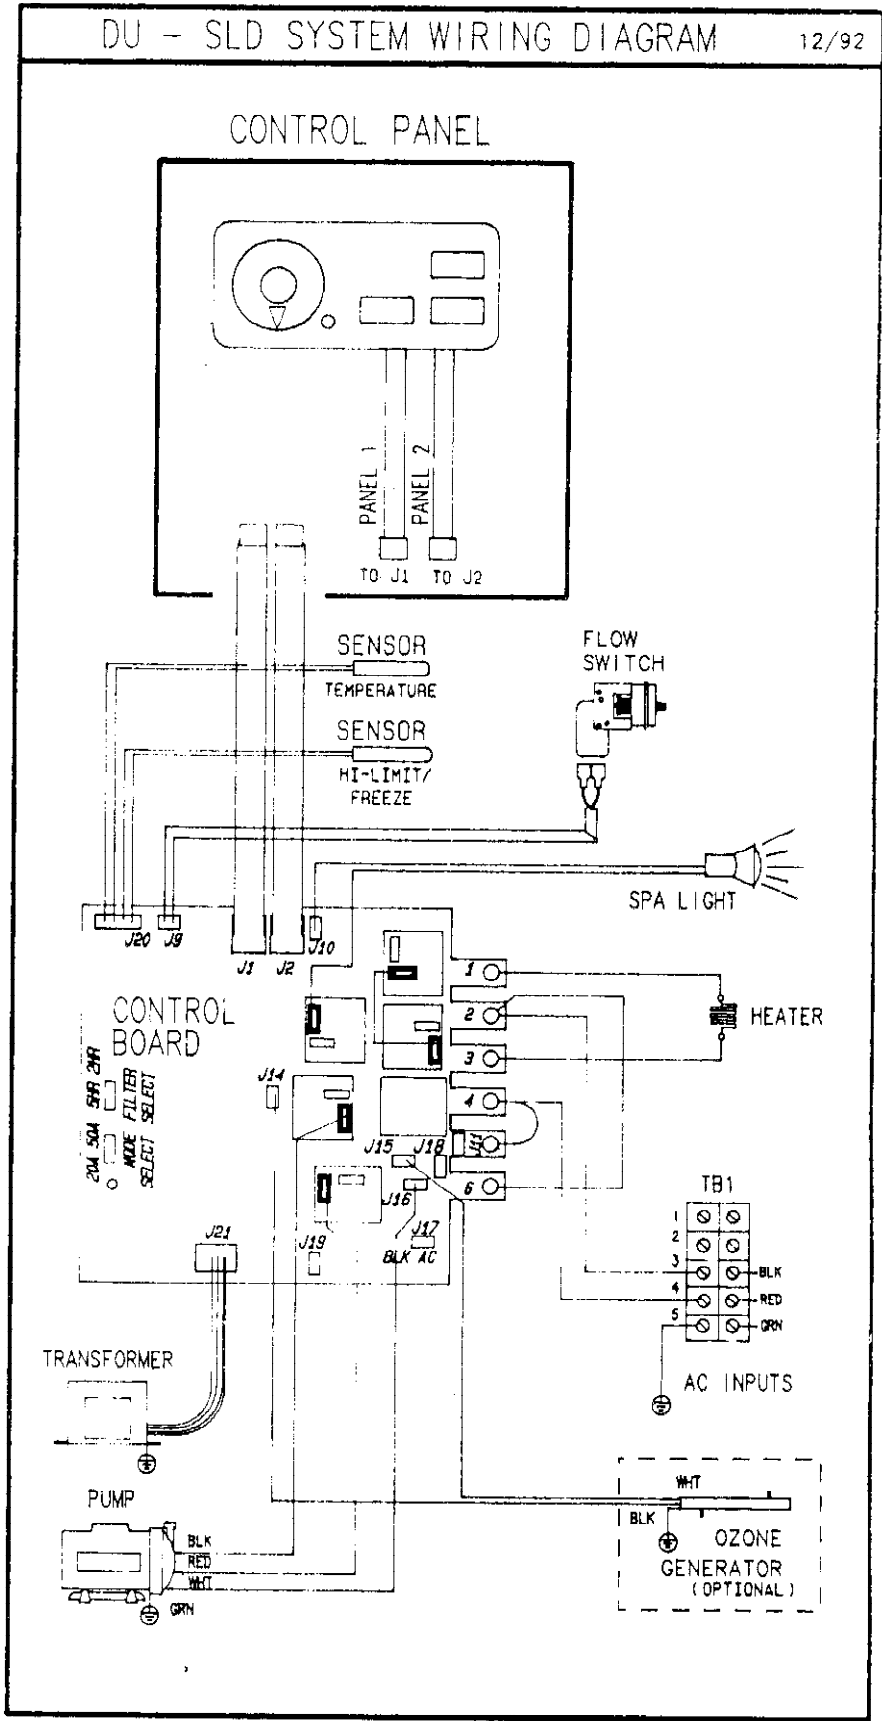 DU - SLD SYSTEM WIRING DIAGRAM 12/92
CONTROL PANEL
PANEL 1
PANEL 2
TO J1 TO J2
SENSOR
TEMPERATURE
SENSOR
HI-LIMIT/
FREEZE
FLOW
SWITCH
SPA LIGHT
J20 J9 J1 J2 J10
CONTROL
BOARD
1
2
3
4
J11
6
HEATER
20A 50A 5HR 2HR
MODE FILTER
SELECT SELECT
J14
J15 J18
J16
J17
BLK AC
J19
J21
TB1
1
2
3
4
5
BLK
RED
GRN
AC INPUTS
TRANSFORMER
PUMP
BLK
RED
WHT
GRN
WHT
BLK
OZONE
GENERATOR
(OPTIONAL)